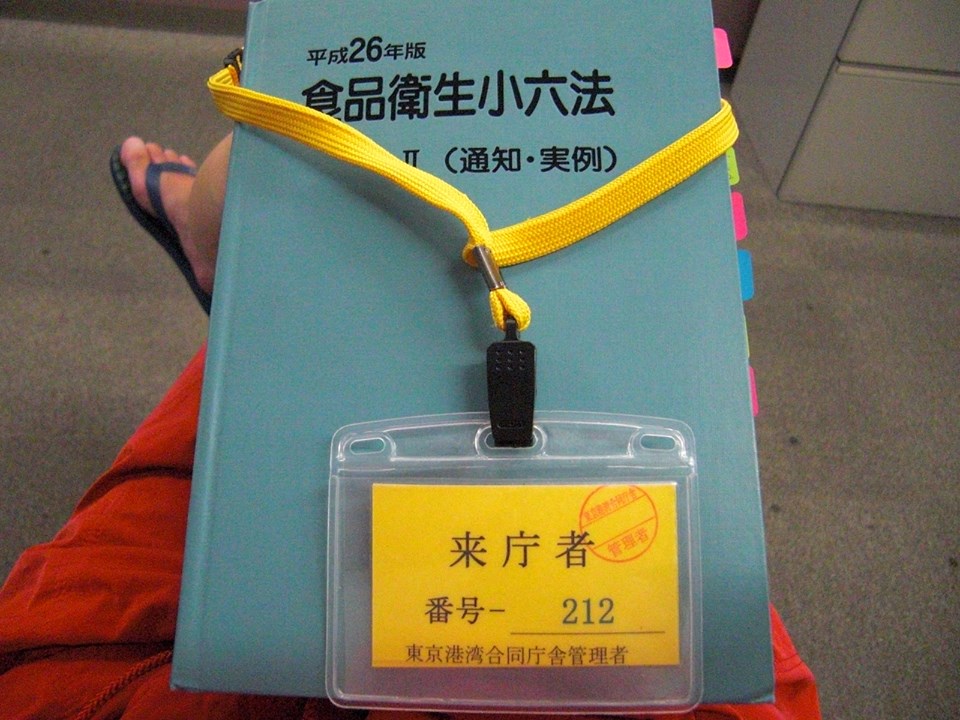 平成26年版
食品衛生小六法
II （通知・実例）
来庁者
番号− 212
東京港湾合同庁舎管理者
管理者